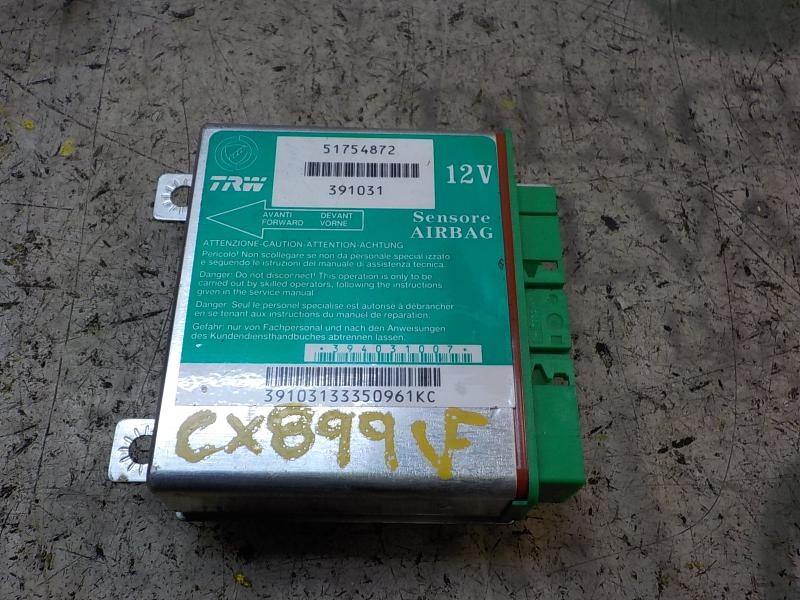 51754872
391031
TRW
12V
AVANTI DEVANT
FORWARD VORNE
Sensore
AIRBAG
ATTENZIONE-CAUTION-ATTENTION-ACHTUNG
Pericolo! Non scollegare se non da personale special izzato
e seguendo le istruzioni del manuale di assistenza tecnica.
Danger: Do not disconnect! This operation is only to be
carried out by skilled operators, following the instructions
given in the service manual
Danger: Seul le personel specialise est autorise à débrancher
en se tenant aux instructions du manuel de reparation.
Gefahr: nur von Fachpersonal und nach den Anweisungen
des Kundendiensthandbuches abtrennen lassen.
*394031007*
39103133350961KC
CX899 F